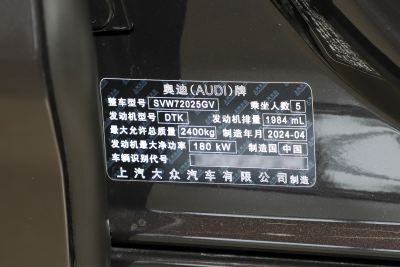 奥迪(AUDI)牌
整车型号 SVW72025GV 乘坐人数 5
发动机型号 DTK 发动机排量 1984 mL
最大允许总质量 2400kg 制造年月 2024-04
发动机最大净功率 180 kW 制造国 中国
车辆识别代号
上汽大众汽车有限公司制造